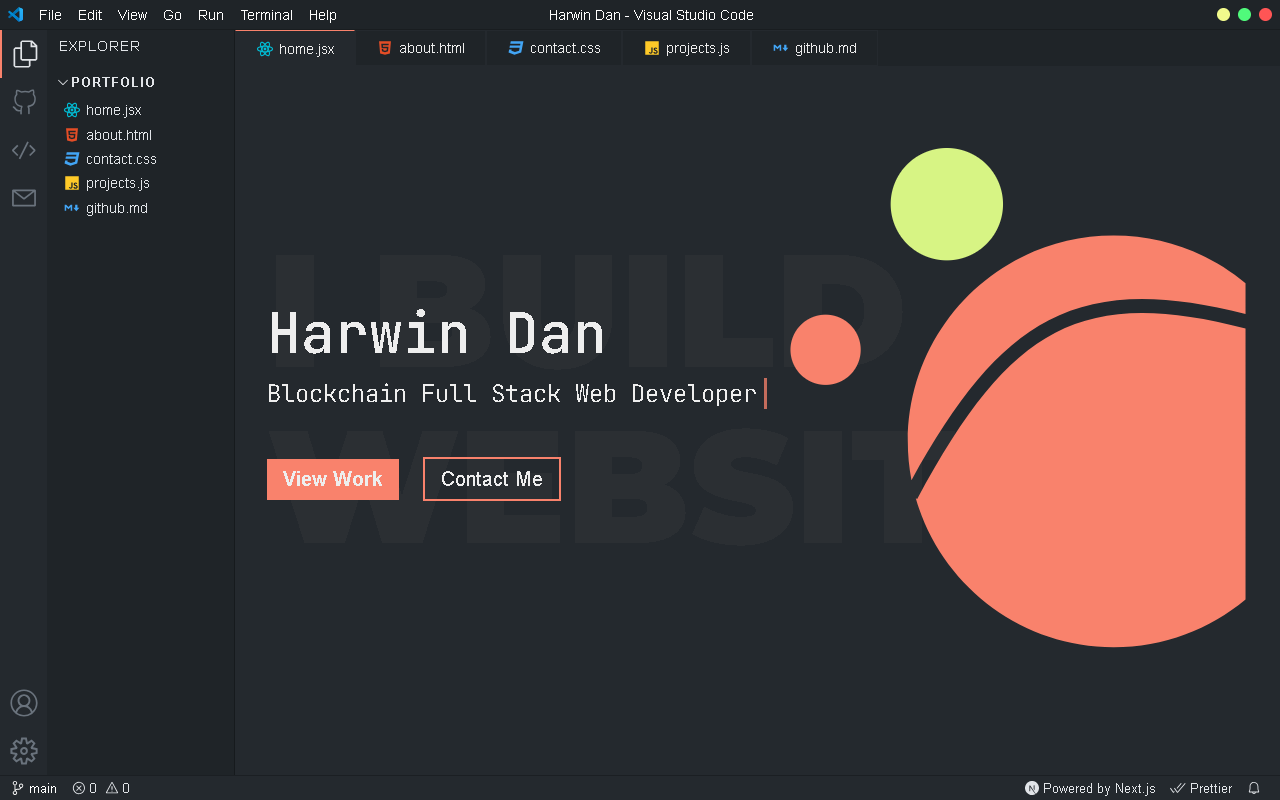 File Edit View Go Run Terminal Help
Harwin Dan - Visual Studio Code
EXPLORER
PORTFOLIO
home.jsx
about.html
contact.css
projects.js
github.md
home.jsx about.html contact.css projects.js github.md
I BUILD
Harwin Dan
Blockchain Full Stack Web Developer
WEBSIT
View Work Contact Me
main 0 0
Powered by Next.js Prettier